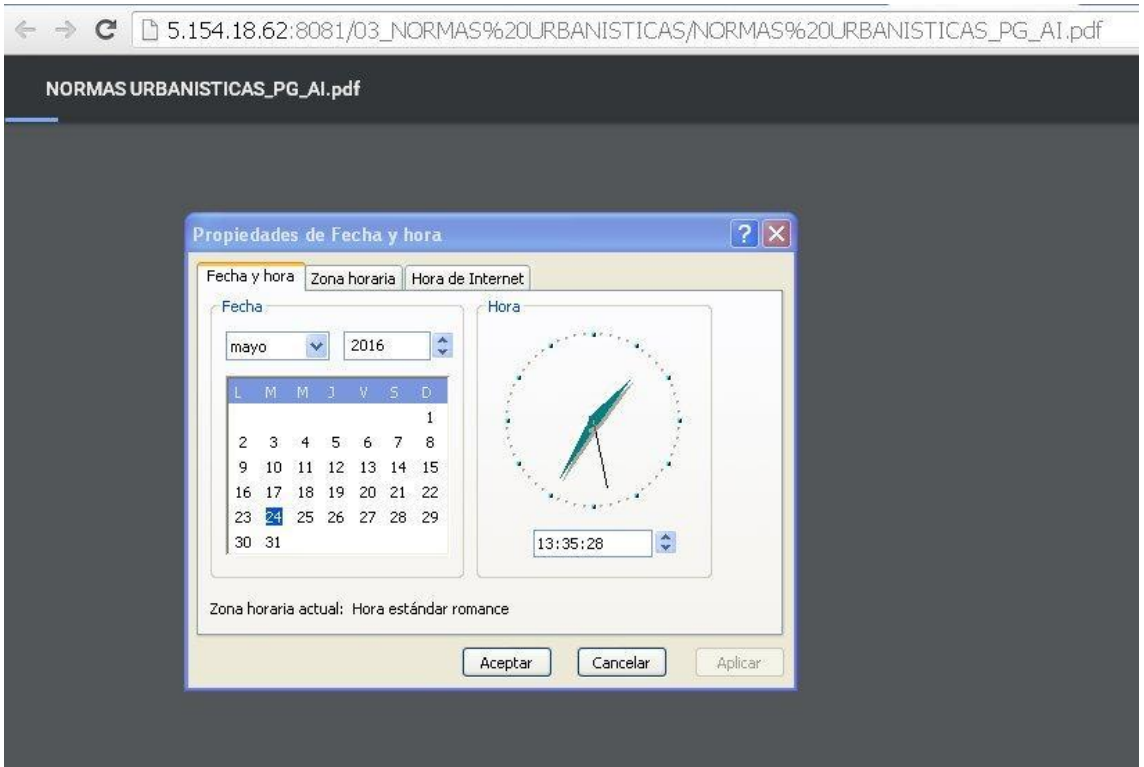 5.154.18.62:8081/03_NORMAS%20URBANISTICAS/NORMAS%20URBANISTICAS_PG_AI.pdf
NORMAS URBANISTICAS_PG_AI.pdf
Propiedades de Fecha y hora
Fecha y hora Zona horaria Hora de Internet
Fecha
mayo 2016
L M M J V S D
1
2 3 4 5 6 7 8
9 10 11 12 13 14 15
16 17 18 19 20 21 22
23 24 25 26 27 28 29
30 31
Hora
13:35:28
Zona horaria actual: Hora estándar romance
Aceptar Cancelar Aplicar